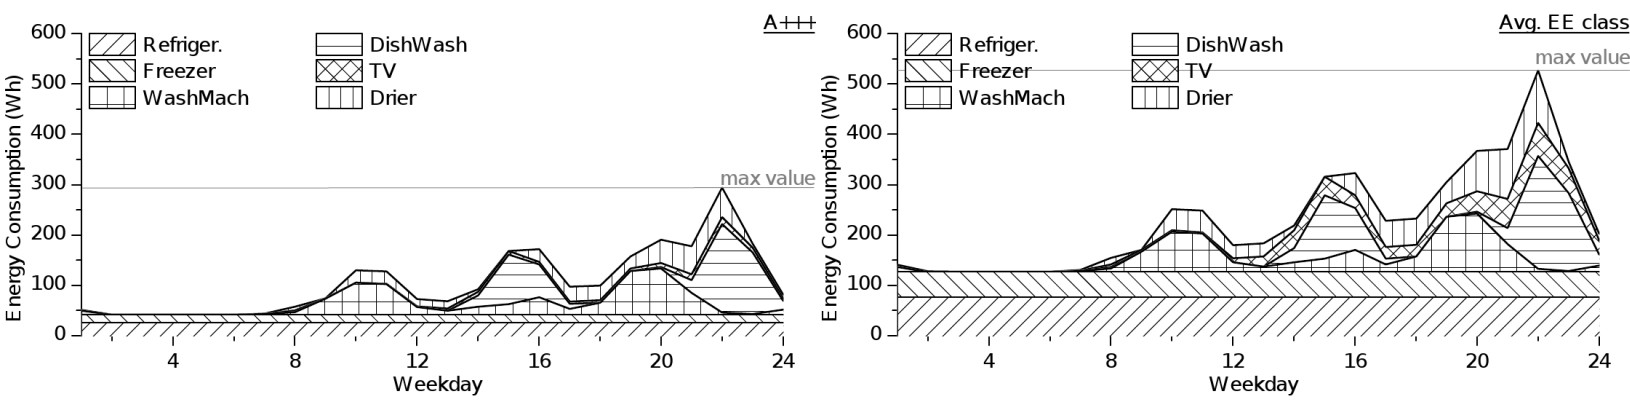 A+++
600
500
400
300
200
100
0
Energy Consumption (Wh)
Refriger.
Freezer
WashMach
DishWash
TV
Drier
max value
4
8
12
16
20
24
Weekday
Avg. EE class
600
500
400
300
200
100
0
Energy Consumption (Wh)
Refriger.
Freezer
WashMach
DishWash
TV
Drier
max value
4
8
12
16
20
24
Weekday